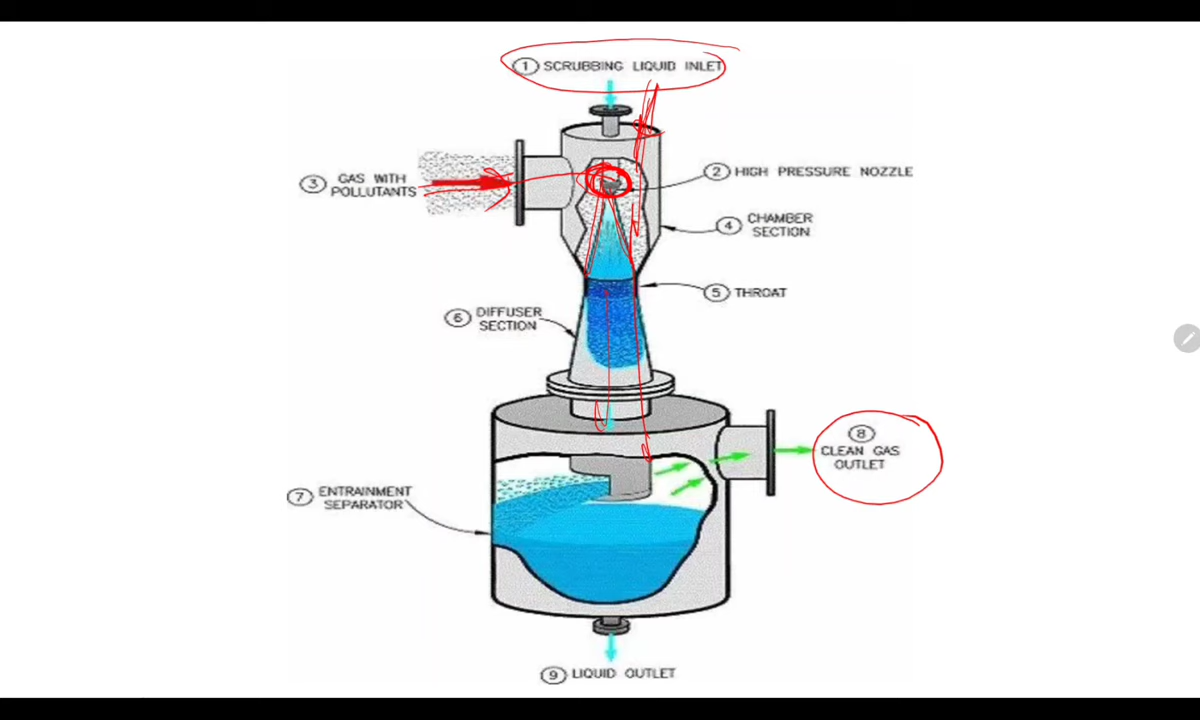 1 SCRUBBING LIQUID INLET
2 HIGH PRESSURE NOZZLE
3 GAS WITH
POLLUTANTS
4 CHAMBER
SECTION
5 THROAT
6 DIFFUSER
SECTION
8
CLEAN GAS
OUTLET
7 ENTRAINMENT
SEPARATOR
9 LIQUID OUTLET